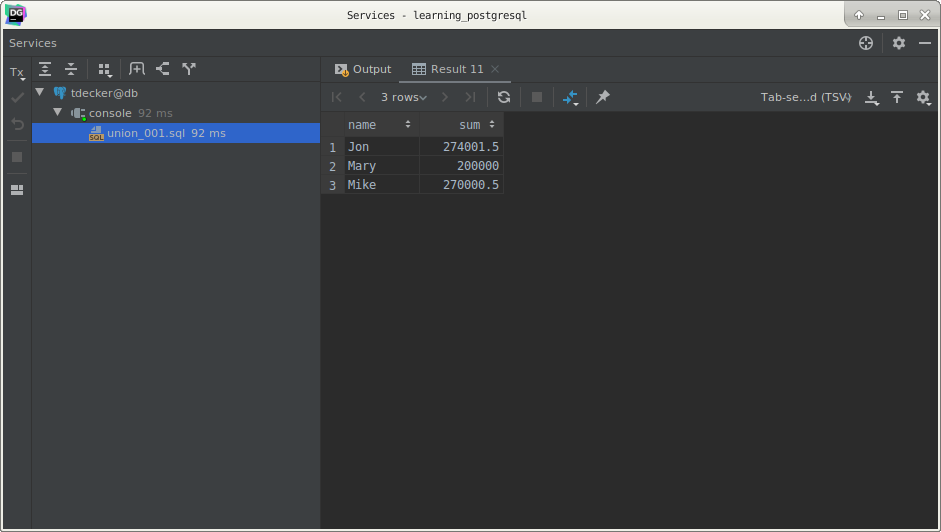 DG
Services - learning_postgresql
Services
Tx
tdecker@db
console 92 ms
SQL
union_001.sql 92 ms
Output
Result 11
3 rows
Tab-se...d (TSV)
name sum
1 Jon 274001.5
2 Mary 200000
3 Mike 270000.5